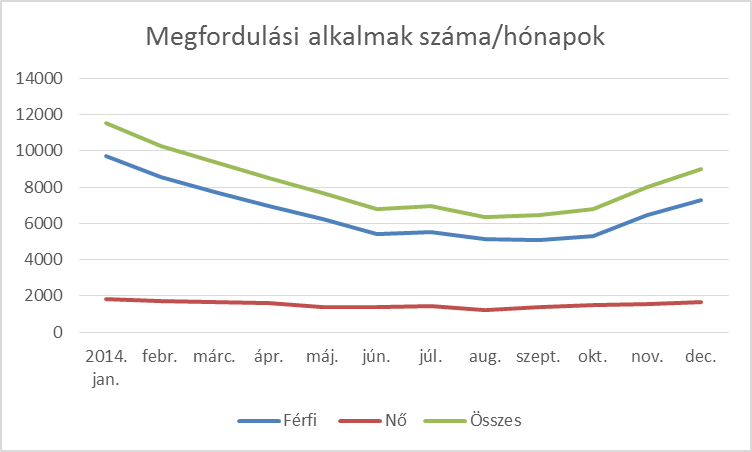 Megfordulási alkalmak száma/hónapok
14000
12000
10000
8000
6000
4000
2000
0
2014. febr. márc. ápr. máj. jún. júl. aug. szept. okt. nov. dec.
jan.
Férfi Nő Összes